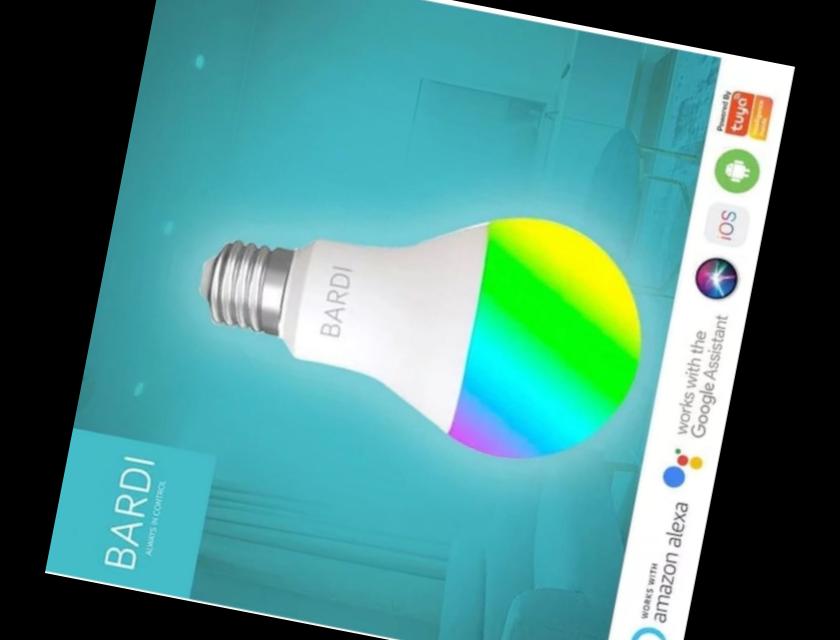 BARDI
ALWAYS IN CONTROL
BARDI
WORKS WITH
amazon alexa
works with the
Google Assistant
iOS
Powered By
tuya